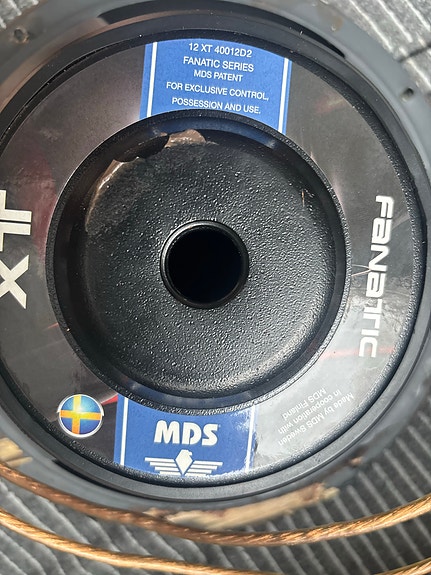 12 XT 40012D2
FANATIC SERIES
MDS PATENT
FOR EXCLUSIVE CONTROL,
POSSESSION AND USE.
XT
FANATIC
Made by MDS Sweden
in cooperation with
MDS Finland
MDS